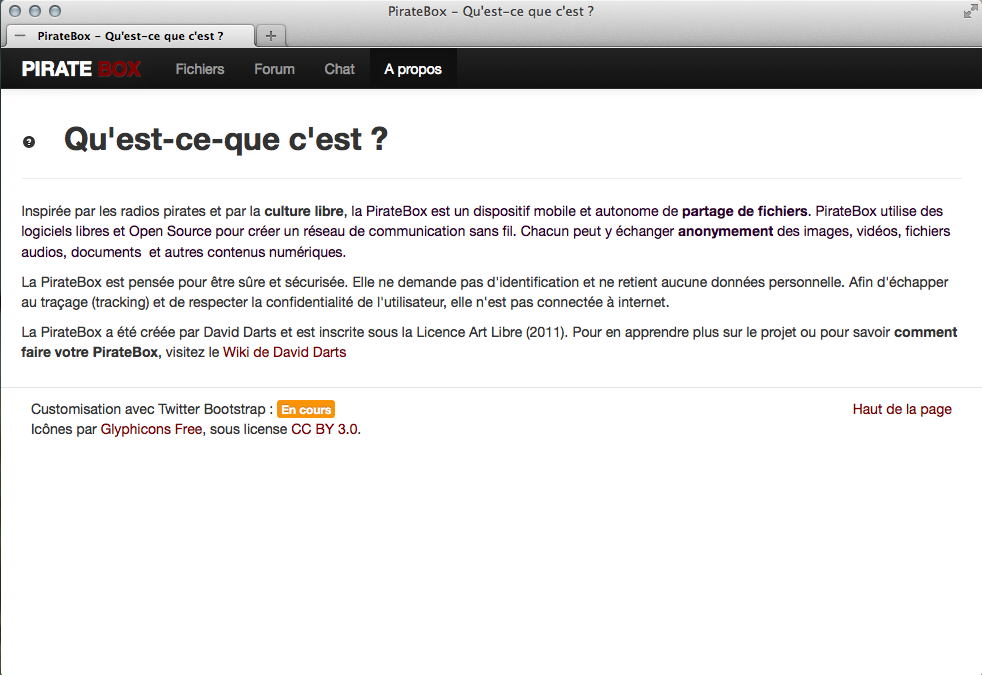 PirateBox – Qu'est-ce que c'est ?
PirateBox – Qu'est-ce que c'est ?
PIRATE BOX Fichiers Forum Chat A propos
Qu'est-ce-que c'est ?
Inspirée par les radios pirates et par la culture libre, la PirateBox est un dispositif mobile et autonome de partage de fichiers. PirateBox utilise des
logiciels libres et Open Source pour créer un réseau de communication sans fil. Chacun peut y échanger anonymement des images, vidéos, fichiers
audios, documents  et autres contenus numériques.
La PirateBox est pensée pour être sûre et sécurisée. Elle ne demande pas d'identification et ne retient aucune données personnelle. Afin d'échapper
au traçage (tracking) et de respecter la confidentialité de l'utilisateur, elle n'est pas connectée à internet.
La PirateBox a été créée par David Darts et est inscrite sous la Licence Art Libre (2011). Pour en apprendre plus sur le projet ou pour savoir comment
faire votre PirateBox, visitez le Wiki de David Darts
Customisation avec Twitter Bootstrap : En cours Haut de la page
Icônes par Glyphicons Free, sous license CC BY 3.0.